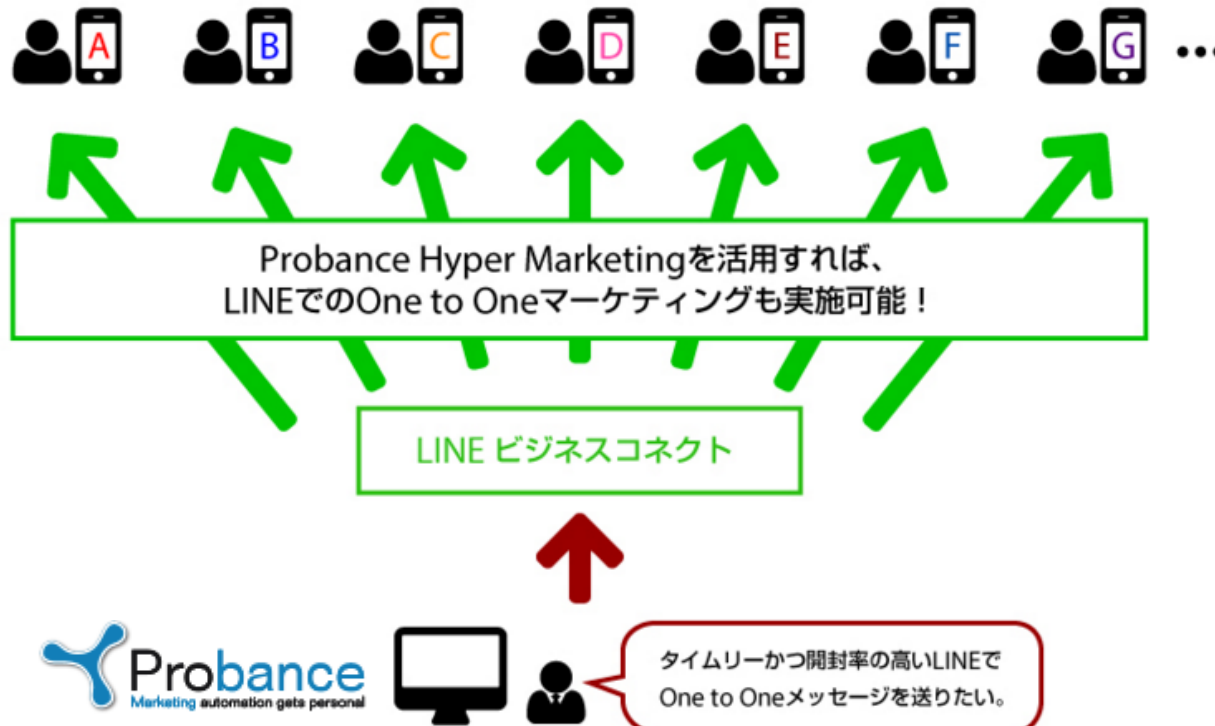 A B C D E F G ...
Probance Hyper Marketingを活用すれば、
LINEでのOne to Oneマーケティングも実施可能！
LINE ビジネスコネクト
Probance
Marketing automation gets personal
タイムリーかつ開封率の高いLINEで
One to Oneメッセージを送りたい。